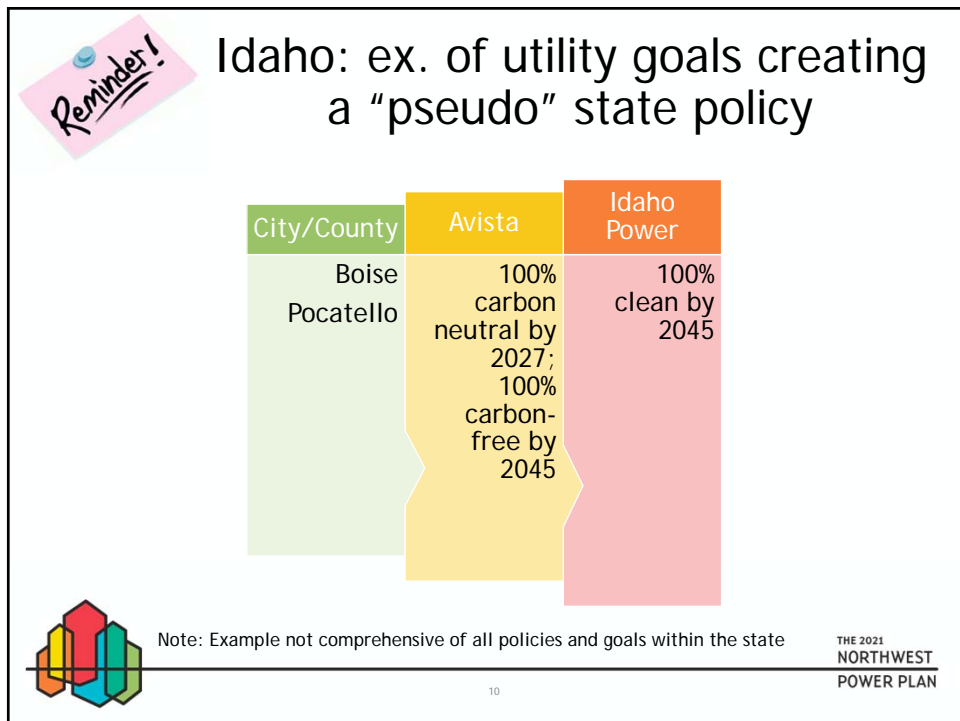 Reminder!
Idaho: ex. of utility goals creating
a “pseudo” state policy
City/County
Boise
Pocatello
Avista
100%
carbon
neutral by
2027;
100%
carbon-
free by
2045
Idaho
Power
100%
clean by
2045
Note: Example not comprehensive of all policies and goals within the state
THE 2021
NORTHWEST
POWER PLAN
10